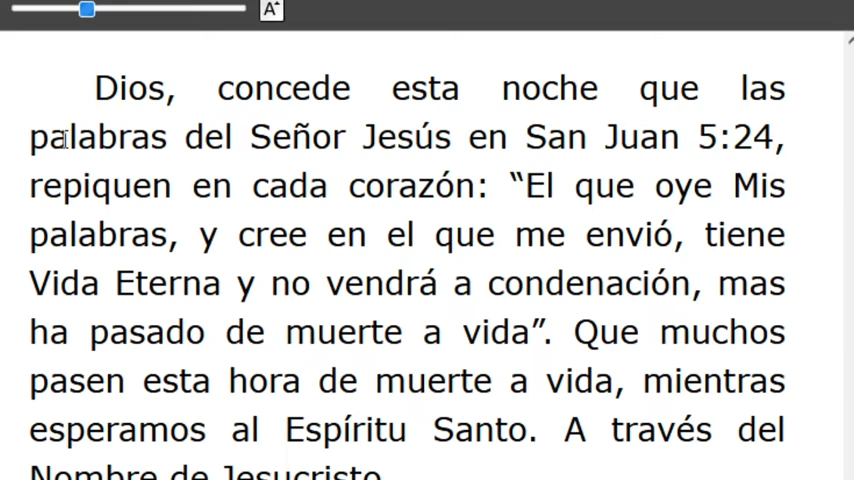 A
Dios, concede esta noche que las
palabras del Señor Jesús en San Juan 5:24,
repiquen en cada corazón: “El que oye Mis
palabras, y cree en el que me envió, tiene
Vida Eterna y no vendrá a condenación, mas
ha pasado de muerte a vida”. Que muchos
pasen esta hora de muerte a vida, mientras
esperamos al Espíritu Santo. A través del
Nombre de Jesucristo.